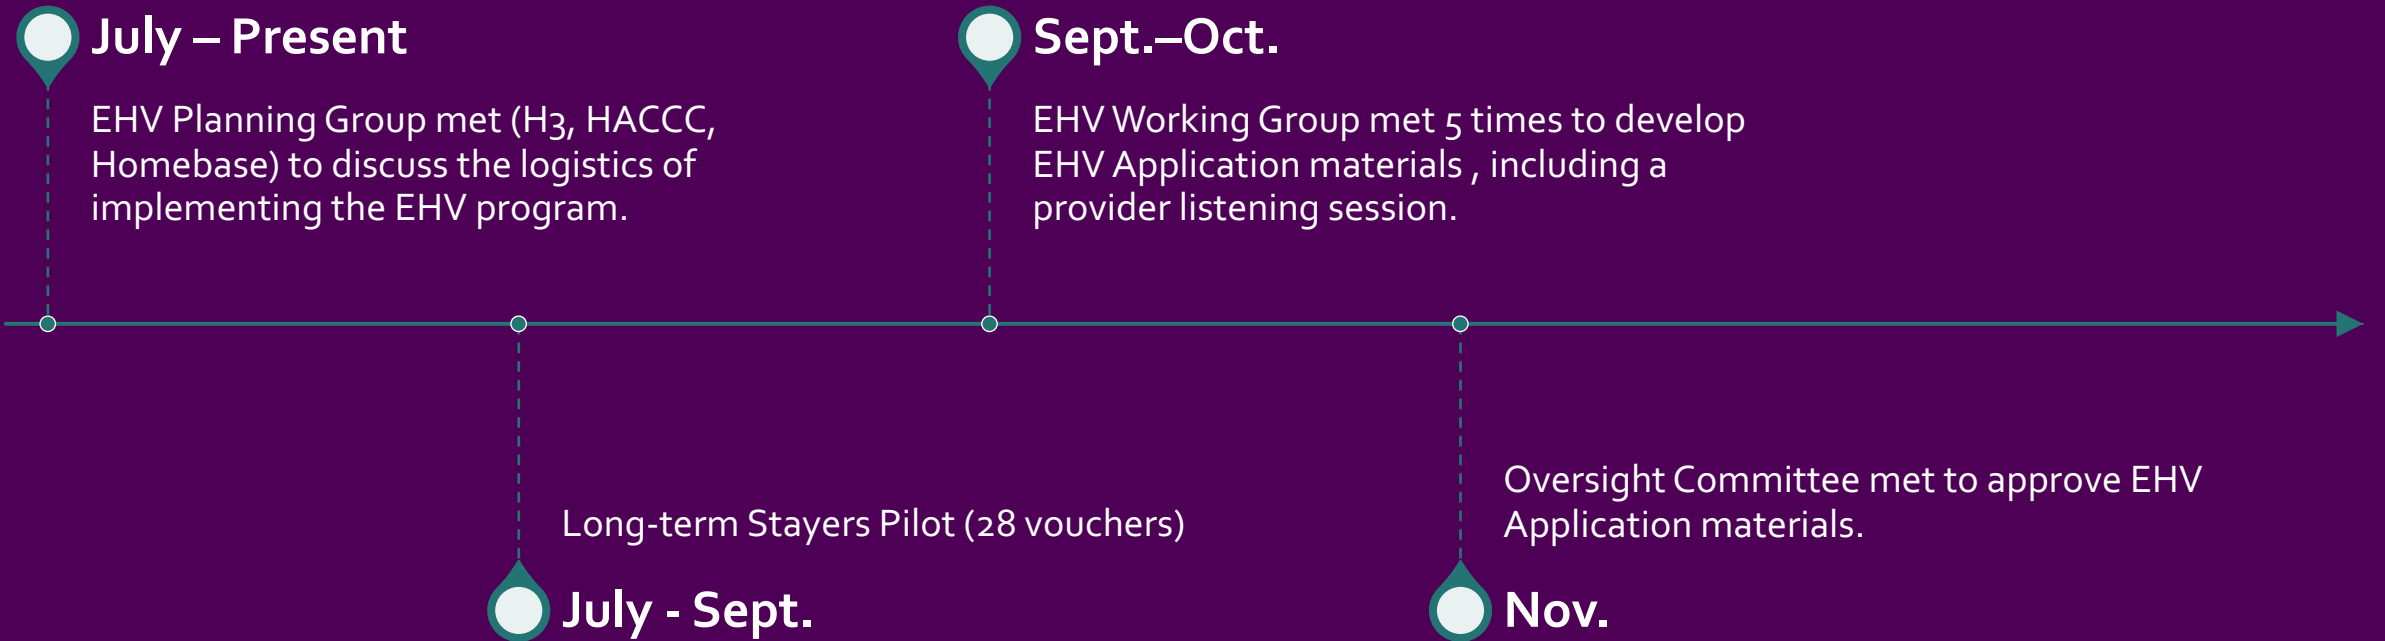 July – Present
EHV Planning Group met (H3, HACCC,
Homebase) to discuss the logistics of
implementing the EHV program.
Long-term Stayers Pilot (28 vouchers)
July - Sept.
Sept.–Oct.
EHV Working Group met 5 times to develop
EHV Application materials , including a
provider listening session.
Oversight Committee met to approve EHV
Application materials.
Nov.